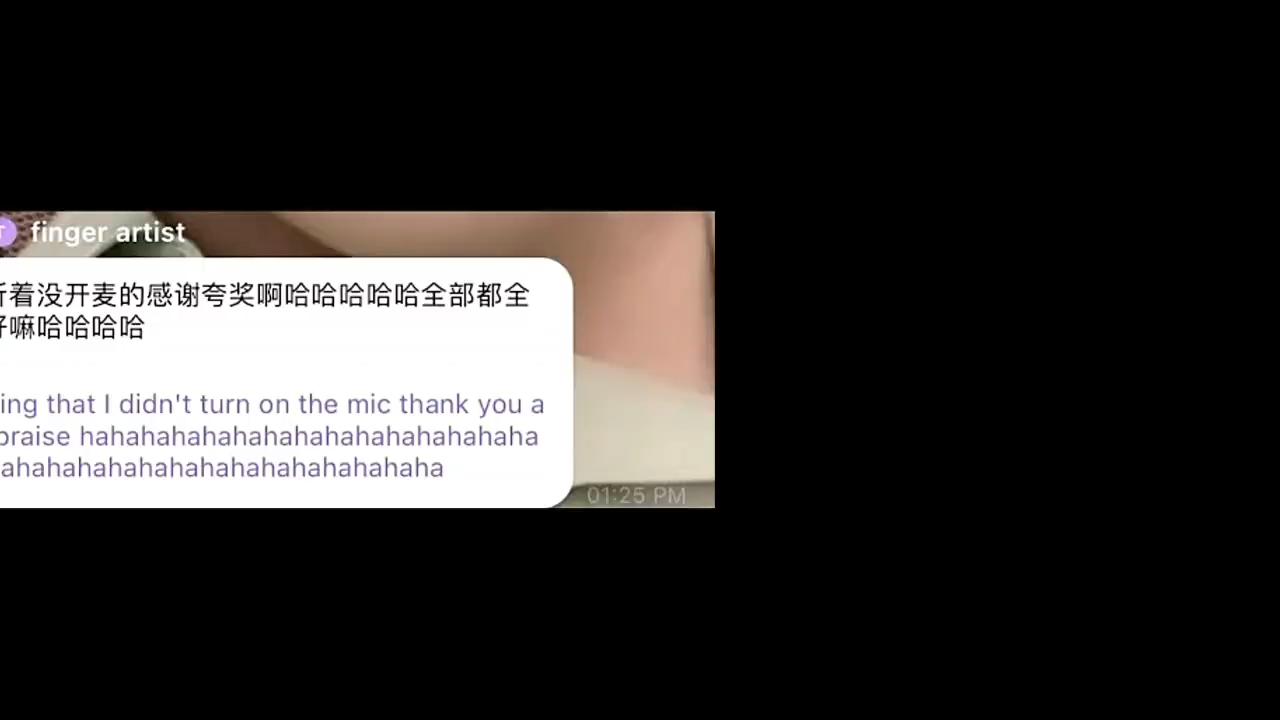 finger artist
着没开麦的感谢夸奖啊哈哈哈哈哈全部都全
嘛哈哈哈哈
ing that I didn't turn on the mic thank you a
praise hahahahahahahahahahahahahahaha
ahahahahahahahahahahahahahaha
01:25 PM